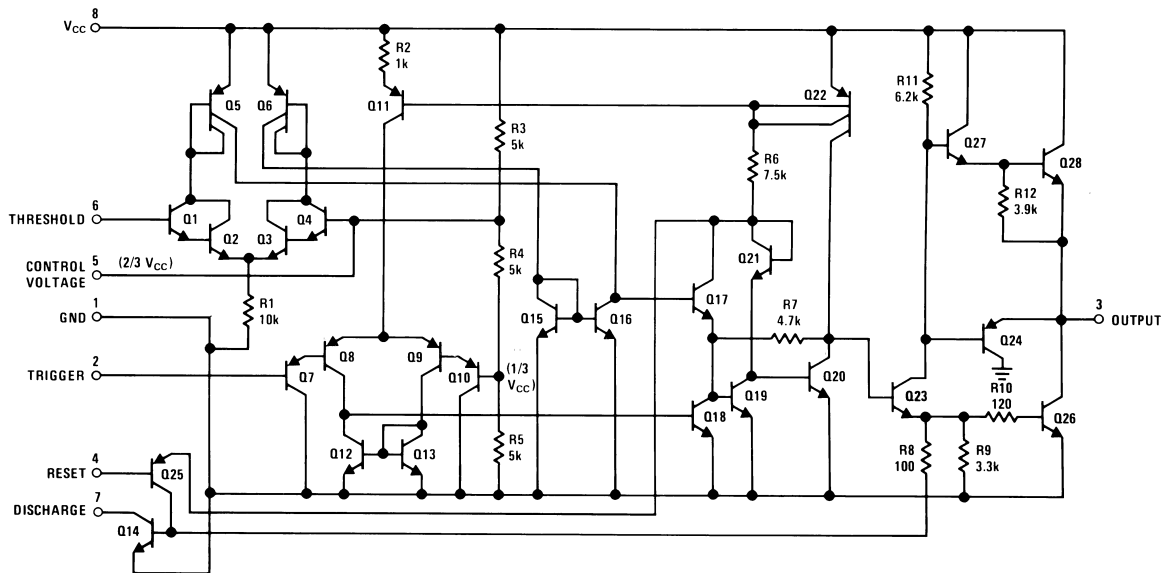 8
VCC
R2
1k
R11
6.2k
Q5
Q6
Q11
Q22
R3
5k
Q27
Q28
R6
7.5k
R12
3.9k
6
THRESHOLD
Q1
Q2
Q3
Q4
5
CONTROL
VOLTAGE
(2/3 VCC)
R4
5k
Q21
R1
10k
1
GND
Q15
Q16
Q17
R7
4.7k
3
OUTPUT
Q24
2
TRIGGER
Q7
Q8
Q9
Q10
(1/3
VCC)
Q18
Q19
Q20
Q23
R10
120
Q26
R8
100
R9
3.3k
Q12
Q13
R5
5k
4
RESET
Q25
7
DISCHARGE
Q14